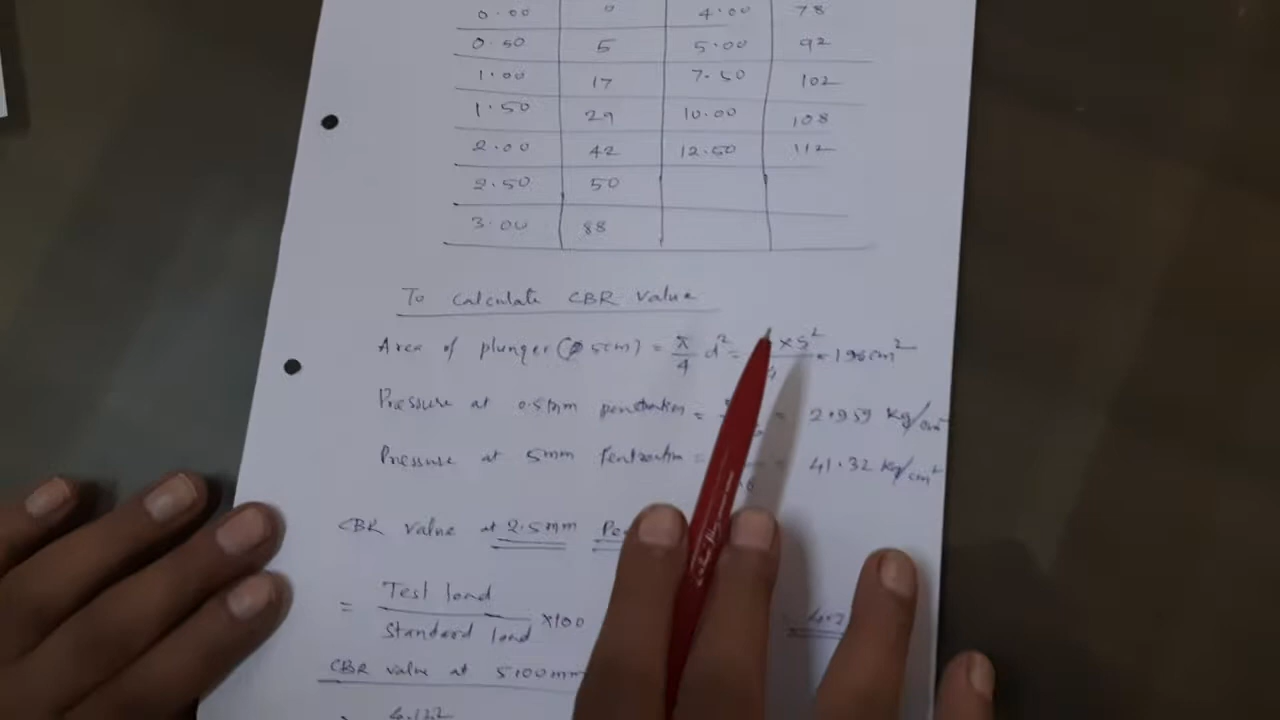 0.00 0 4.00 78
0.50 5 5.00 92
1.00 17 7.50 102
1.50 29 10.00 108
2.00 42 12.50 112
2.50 50
3.00 88
To calculate CBR value
Area of plunger (φ 5cm) = π/4 d² = ×5²/4 = 196cm²
Pressure at 0.5mm penetration = = 2.959 kg/cm²
Pressure at 5mm Pentration = = 41.32 kg/cm²
CBR value at 2.5mm Pe
= Test load / Standard load ×100
CBR value at 5.00mm